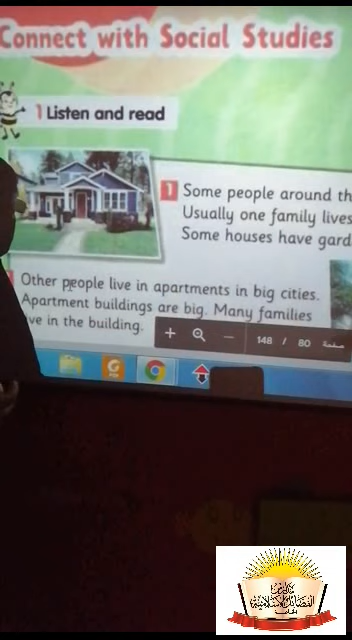 Connect with Social Studies
1 Listen and read
1 Some people around th
Usually one family lives
Some houses have gard
Other people live in apartments in big cities.
Apartment buildings are big. Many families
ve in the building.
148 / 80 صفحة